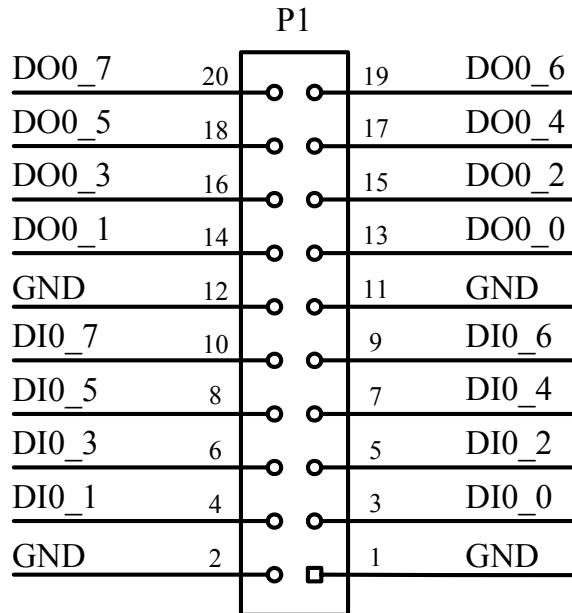 P1
DO0_7 20 19 DO0_6
DO0_5 18 17 DO0_4
DO0_3 16 15 DO0_2
DO0_1 14 13 DO0_0
GND 12 11 GND
DI0_7 10 9 DI0_6
DI0_5 8 7 DI0_4
DI0_3 6 5 DI0_2
DI0_1 4 3 DI0_0
GND 2 1 GND